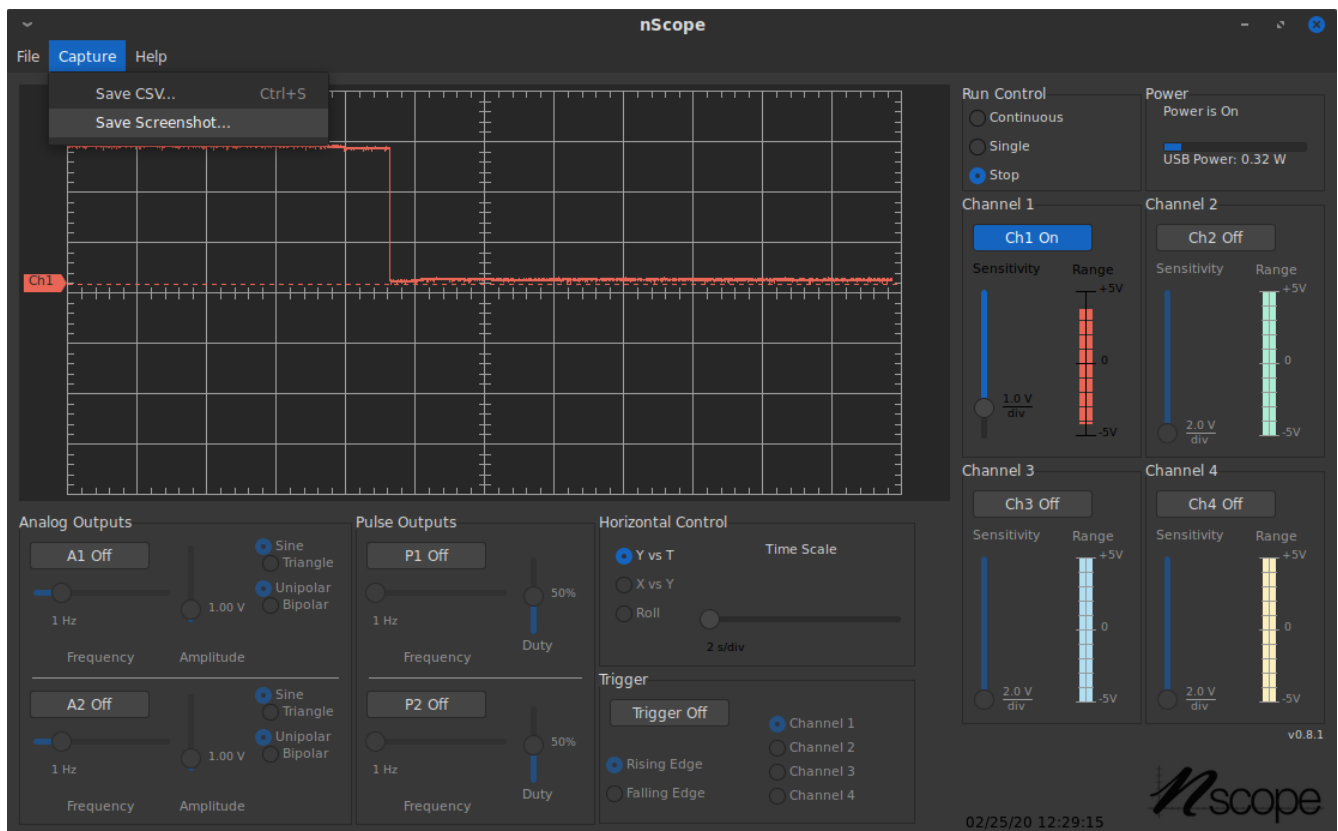 nScope
File Capture Help
Save CSV... Ctrl+S
Save Screenshot...
Ch1
Run Control
Continuous
Single
Stop
Power
Power is On
USB Power: 0.32 W
Channel 1
Ch1 On
Sensitivity Range
+5V
0
-5V
1.0 V
div
Channel 2
Ch2 Off
Sensitivity Range
+5V
0
-5V
2.0 V
div
Channel 3
Ch3 Off
Sensitivity Range
+5V
0
-5V
2.0 V
div
Channel 4
Ch4 Off
Sensitivity Range
+5V
0
-5V
2.0 V
div
Analog Outputs
A1 Off
Sine
Triangle
Unipolar
Bipolar
1.00 V
1 Hz
Frequency Amplitude
A2 Off
Sine
Triangle
Unipolar
Bipolar
1.00 V
1 Hz
Frequency Amplitude
Pulse Outputs
P1 Off
50%
1 Hz
Duty
Frequency
P2 Off
50%
1 Hz
Duty
Frequency
Horizontal Control
Y vs T
X vs Y
Roll
Time Scale
2 s/div
Trigger
Trigger Off
Rising Edge
Falling Edge
Channel 1
Channel 2
Channel 3
Channel 4
v0.8.1
nscope
02/25/20 12:29:15